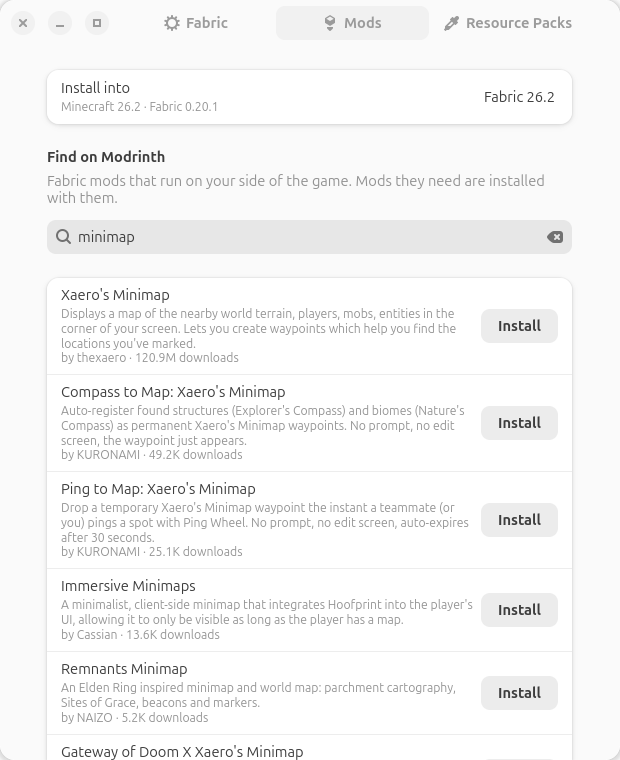 Fabric
Mods
Resource Packs
Install into
Minecraft 26.2 · Fabric 0.20.1
Fabric 26.2
Find on Modrinth
Fabric mods that run on your side of the game. Mods they need are installed
with them.
minimap
Xaero's Minimap
Displays a map of the nearby world terrain, players, mobs, entities in the
corner of your screen. Lets you create waypoints which help you find the
locations you've marked.
by thexaero · 120.9M downloads
Install
Compass to Map: Xaero's Minimap
Auto-register found structures (Explorer's Compass) and biomes (Nature's
Compass) as permanent Xaero's Minimap waypoints. No prompt, no edit
screen, the waypoint just appears.
by KURONAMI · 49.2K downloads
Install
Ping to Map: Xaero's Minimap
Drop a temporary Xaero's Minimap waypoint the instant a teammate (or
you) pings a spot with Ping Wheel. No prompt, no edit screen, auto-expires
after 30 seconds.
by KURONAMI · 25.1K downloads
Install
Immersive Minimaps
A minimalist, client-side minimap that integrates Hoofprint into the player's
UI, allowing it to only be visible as long as the player has a map.
by Cassian · 13.6K downloads
Install
Remnants Minimap
An Elden Ring inspired minimap and world map: parchment cartography,
Sites of Grace, beacons and markers.
by NAIZO · 5.2K downloads
Install
Gateway of Doom X Xaero's Minimap